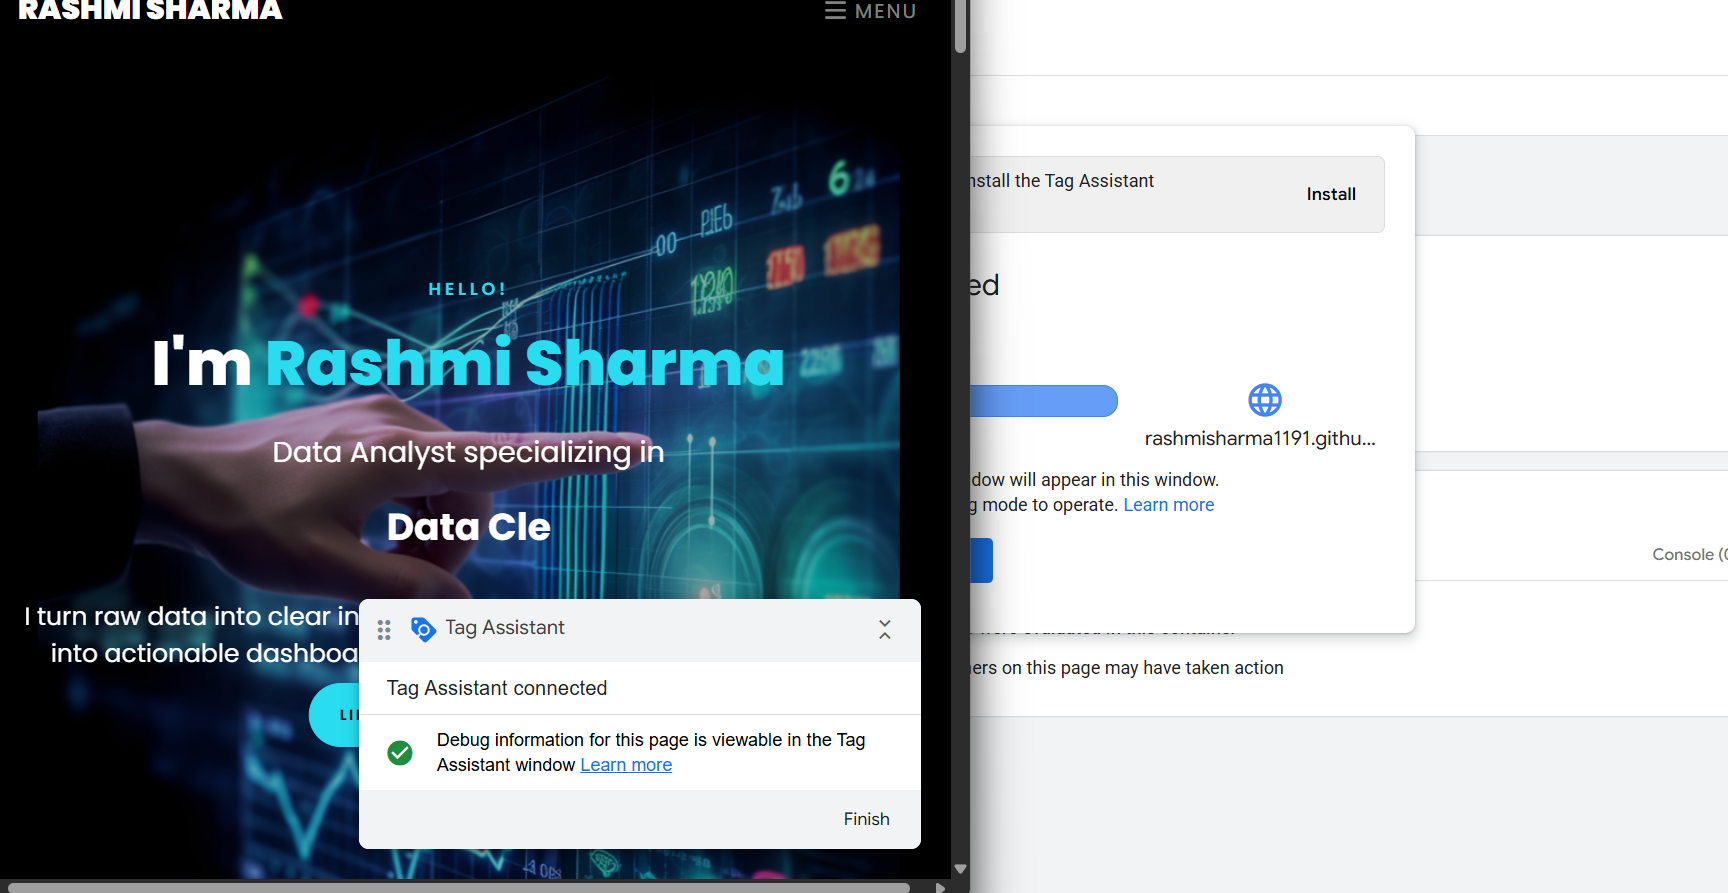 RASHMI SHARMA
MENU
HELLO!
I'm Rashmi Sharma
Data Analyst specializing in
Data Cle
I turn raw data into clear in
into actionable dashboa
LI
Tag Assistant
Tag Assistant connected
Debug information for this page is viewable in the Tag
Assistant window Learn more
Finish
nstall the Tag Assistant
Install
ed
rashmisharma1191.githu...
dow will appear in this window.
g mode to operate. Learn more
Console (
ers on this page may have taken action